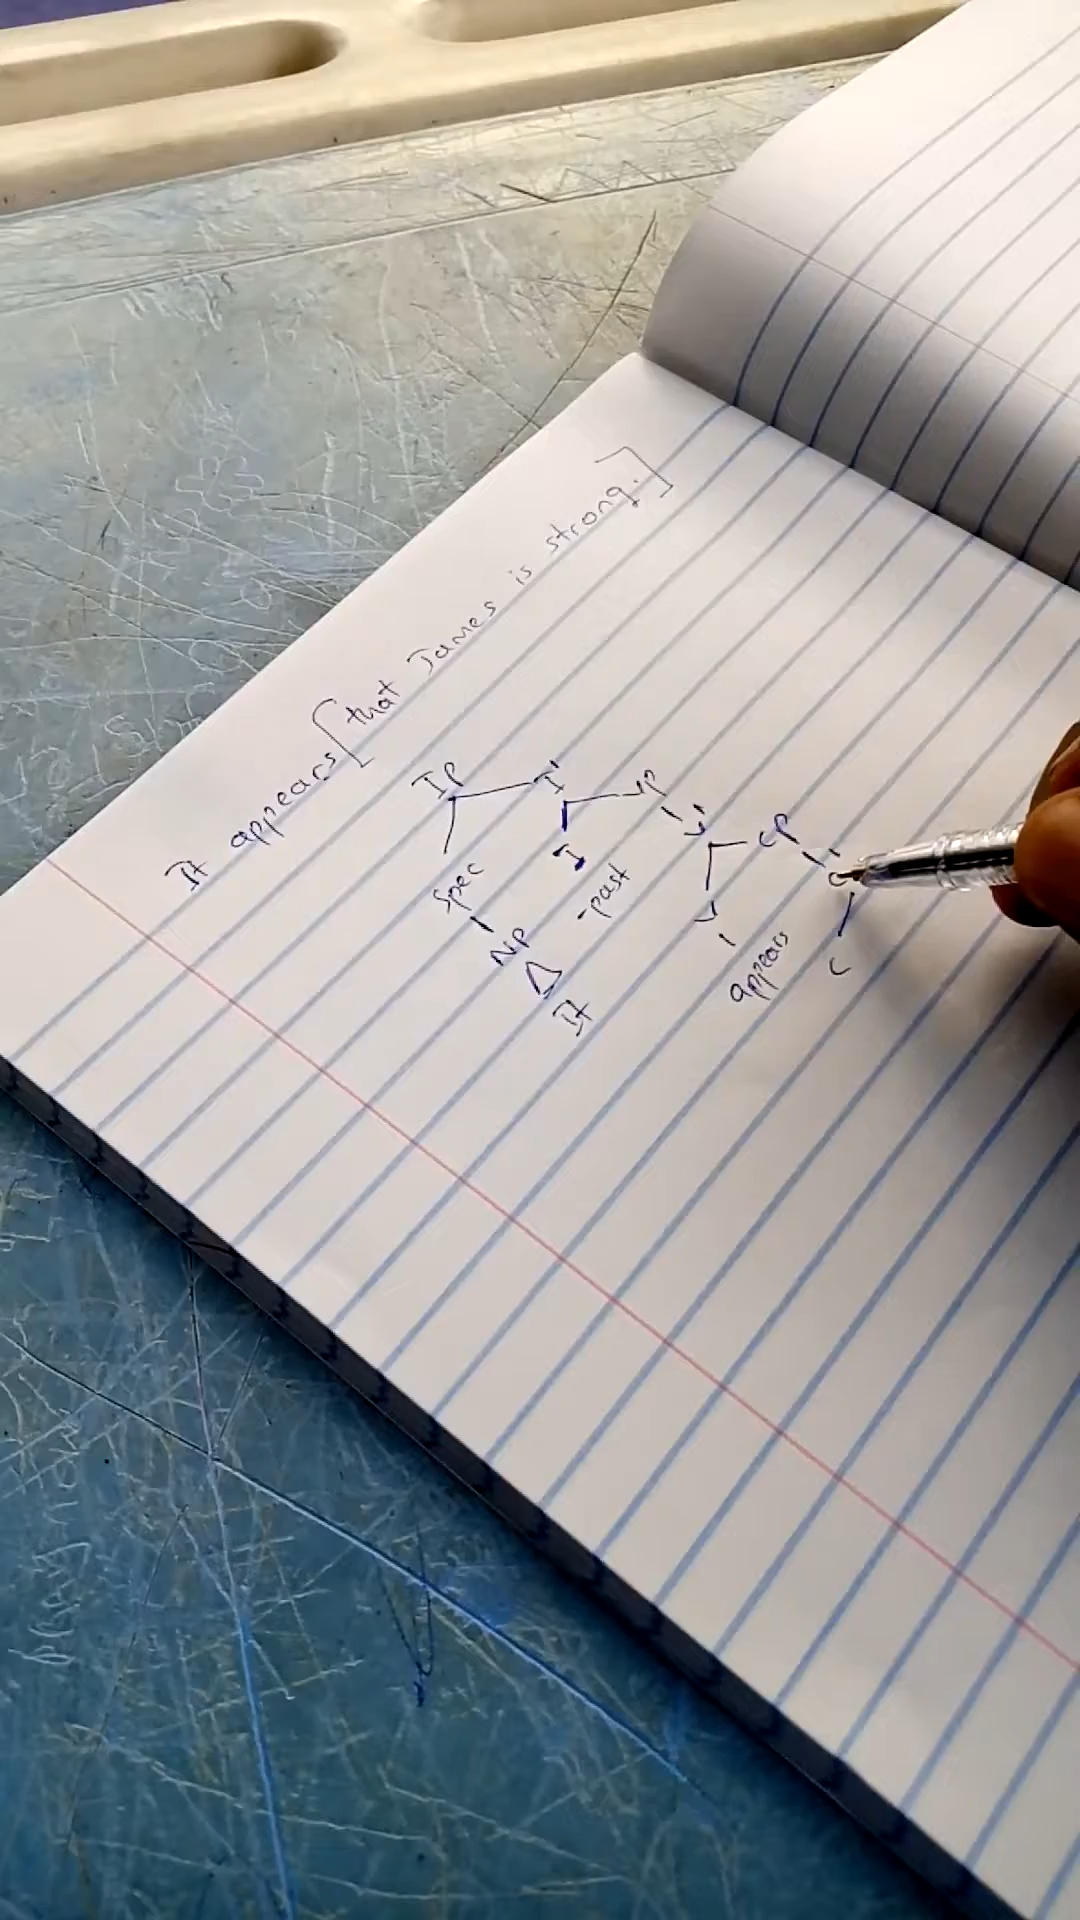 It appears [that James is strong.]
IP
I'
VP
V'
CP
C'
Spec
I
V
C
NP
-past
appears
It